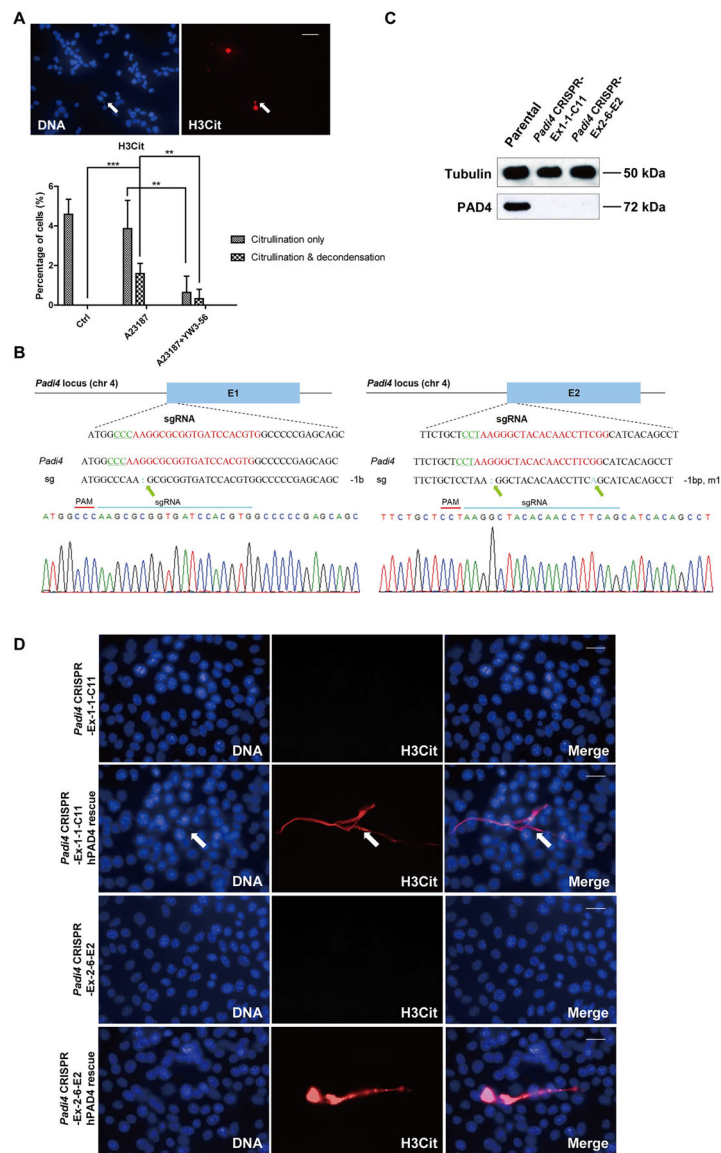 A
DNA
H3Cit
H3Cit
***
**
**
Percentage of cells (%)
6
4
2
0
Ctrl
A23187
A23187+YW3-56
Citrullination only
Citrullination & decondensation
C
Parental
Padi4 CRISPR-
Ex1-1-C11
Padi4 CRISPR-
Ex2-6-E2
Tubulin
50 kDa
PAD4
72 kDa
B
Padi4 locus (chr 4)
E1
sgRNA
ATGGCCCAAGGCGCGGTGATCCACGTGGCCCCCGAGCAGC
Padi4
ATGGCCCAAGGCGCGGTGATCCACGTGGCCCCCGAGCAGC
sg
ATGGCCCAA-GCGCGGTGATCCACGTGGCCCCCGAGCAGC
-1b
PAM
sgRNA
ATGGCCCAAGCGCGGTGATCCACGTGGCCCCCGAGCAGC
Padi4 locus (chr 4)
E2
sgRNA
TTCTGCTCCTAAGGGCTACACAACCTTCGGCATCACAGCCT
Padi4
TTCTGCTCCTAAGGGCTACACAACCTTCGGCATCACAGCCT
sg
-1bp, m1
PAM
sgRNA
TTCTGCTCCTAAGGCTACACAACCTTCAGCATCACAGCCT
D
Padi4 CRISPR
-Ex-1-1-C11
DNA
H3Cit
Merge
Padi4 CRISPR
-Ex-1-1-C11
hPAD4 rescue
DNA
H3Cit
Merge
Padi4 CRISPR
-Ex-2-6-E2
DNA
H3Cit
Merge
Padi4 CRISPR
-Ex-2-6-E2
hPAD4 rescue
DNA
H3Cit
Merge